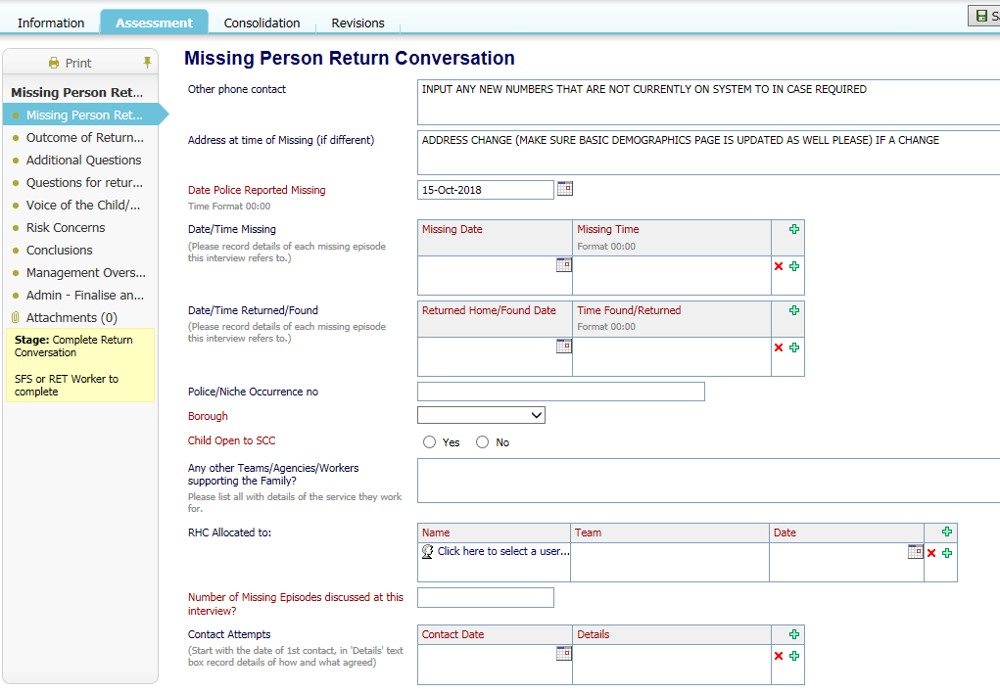 Information
Assessment
Consolidation
Revisions
Print
Missing Person Ret...
Missing Person Ret...
Outcome of Return...
Additional Questions
Questions for retur...
Voice of the Child/...
Risk Concerns
Conclusions
Management Overs...
Admin - Finalise an...
Attachments (0)
Stage: Complete Return
Conversation
SFS or RET Worker to
complete
Missing Person Return Conversation
Other phone contact
INPUT ANY NEW NUMBERS THAT ARE NOT CURRENTLY ON SYSTEM TO IN CASE REQUIRED
Address at time of Missing (if different)
ADDRESS CHANGE (MAKE SURE BASIC DEMOGRAPHICS PAGE IS UPDATED AS WELL PLEASE) IF A CHANGE
Date Police Reported Missing
Time Format 00:00
15-Oct-2018
Date/Time Missing
(Please record details of each missing episode
this interview refers to.)
Missing Date
Missing Time
Format 00:00
Date/Time Returned/Found
(Please record details of each missing episode
this interview refers to.)
Returned Home/Found Date
Time Found/Returned
Format 00:00
Police/Niche Occurrence no
Borough
Child Open to SCC
Yes
No
Any other Teams/Agencies/Workers
supporting the Family?
Please list all with details of the service they work
for.
RHC Allocated to:
Name
Team
Date
Click here to select a user...
Number of Missing Episodes discussed at this
interview?
Contact Attempts
(Start with the date of 1st contact, in 'Details' text
box record details of how and what agreed)
Contact Date
Details